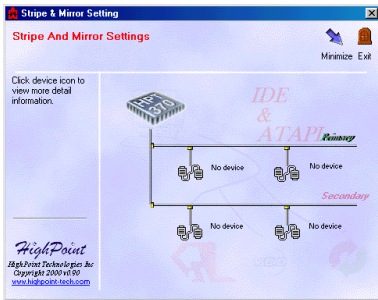 Stripe & Mirror Setting
Stripe And Mirror Settings
Minimize Exit
Click device icon to
view more detail
information.
HPT
370
IDE
&
ATAPI
Primary
No device
No device
Secondary
No device
No device
HighPoint
HighPoint Technologies Inc
Copyright 2000 v0.90
www.highpoint-tech.com